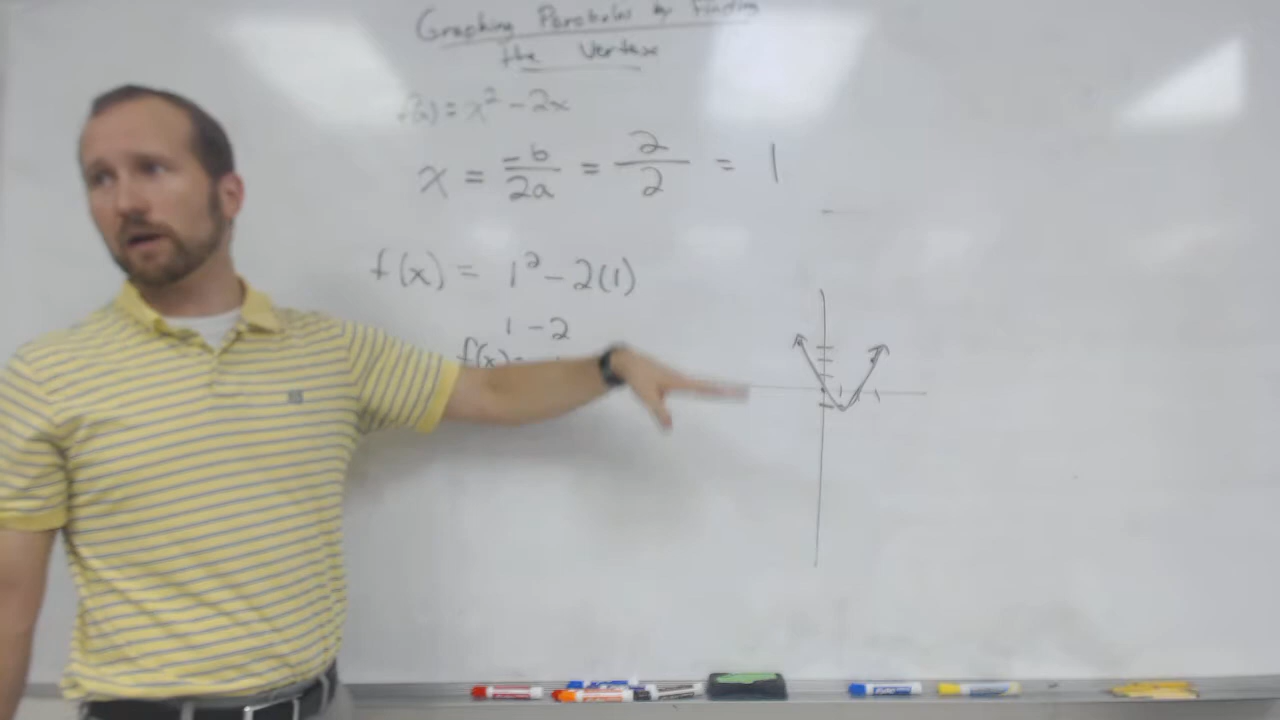 Graphing Parabolas by Finding
the Vertex
f(x) = x² - 2x
x = -b/2a = 2/2 = 1
f(x) = 1² - 2(1)
1 - 2
f(x) =